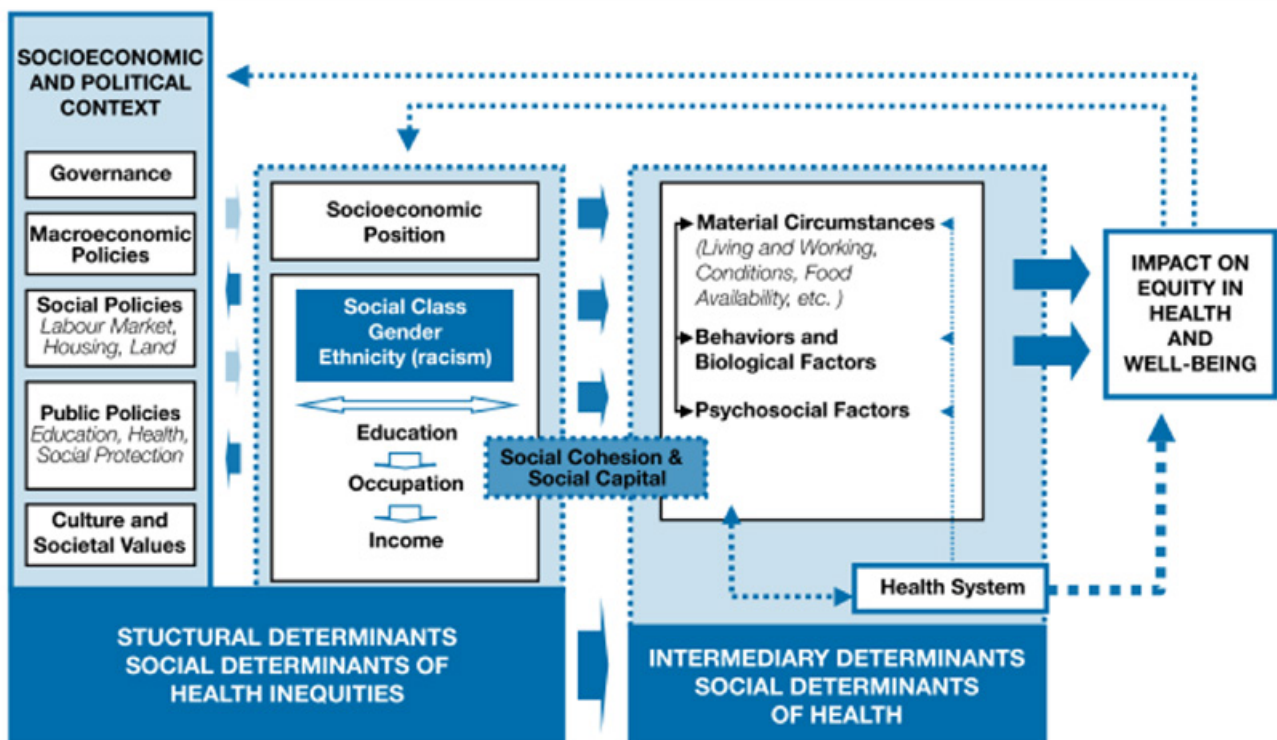 SOCIOECONOMIC
AND POLITICAL
CONTEXT
Governance
Macroeconomic
Policies
Social Policies
Labour Market,
Housing, Land
Public Policies
Education, Health,
Social Protection
Culture and
Societal Values
Socioeconomic
Position
Social Class
Gender
Ethnicity (racism)
Education
Occupation
Income
Social Cohesion &
Social Capital
Material Circumstances
(Living and Working,
Conditions, Food
Availability, etc. )
Behaviors and
Biological Factors
Psychosocial Factors
Health System
IMPACT ON
EQUITY IN
HEALTH
AND
WELL-BEING
STUCTURAL DETERMINANTS
SOCIAL DETERMINANTS OF
HEALTH INEQUITIES
INTERMEDIARY DETERMINANTS
SOCIAL DETERMINANTS
OF HEALTH